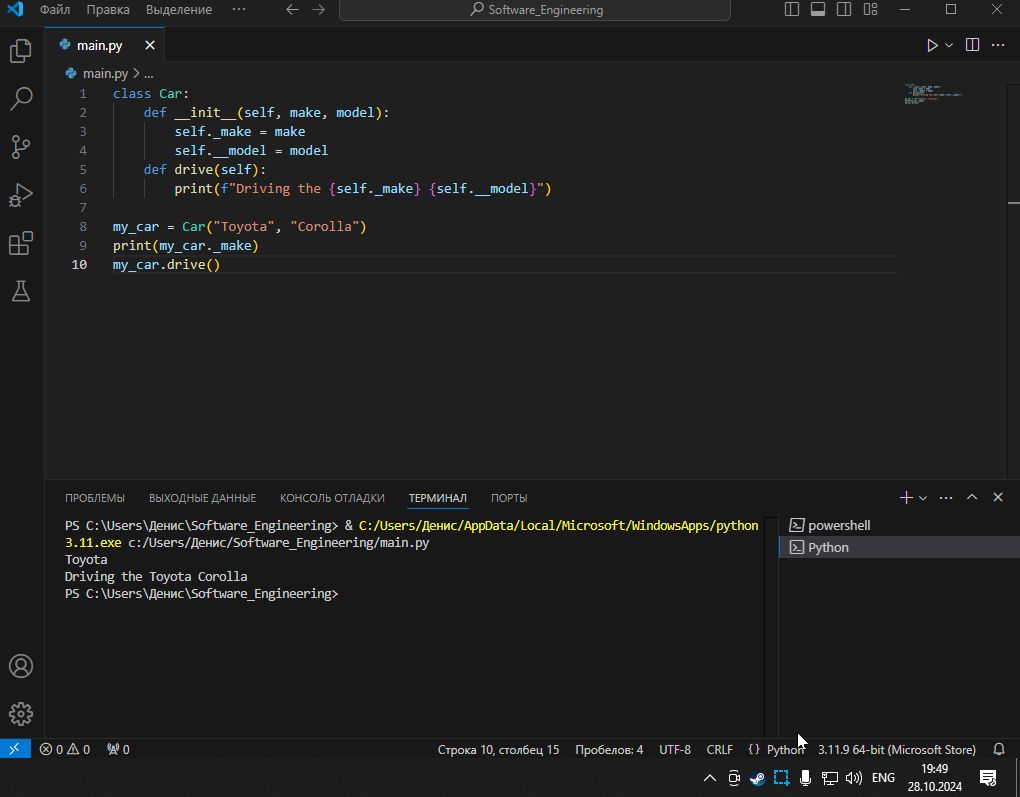 Файл Правка Выделение ··· Software_Engineering
main.py
main.py > ...
1 class Car:
2     def __init__(self, make, model):
3         self._make = make
4         self.__model = model
5     def drive(self):
6         print(f"Driving the {self._make} {self.__model}")
7
8 my_car = Car("Toyota", "Corolla")
9 print(my_car._make)
10 my_car.drive()
ПРОБЛЕМЫ ВЫХОДНЫЕ ДАННЫЕ КОНСОЛЬ ОТЛАДКИ ТЕРМИНАЛ ПОРТЫ
PS C:\Users\Денис\Software_Engineering> & C:/Users/Денис/AppData/Local/Microsoft/WindowsApps/python
3.11.exe c:/Users/Денис/Software_Engineering/main.py
Toyota
Driving the Toyota Corolla
PS C:\Users\Денис\Software_Engineering>
powershell
Python
0 0 0 Строка 10, столбец 15 Пробелов: 4 UTF-8 CRLF {} Python 3.11.9 64-bit (Microsoft Store)
ENG 19:49
28.10.2024